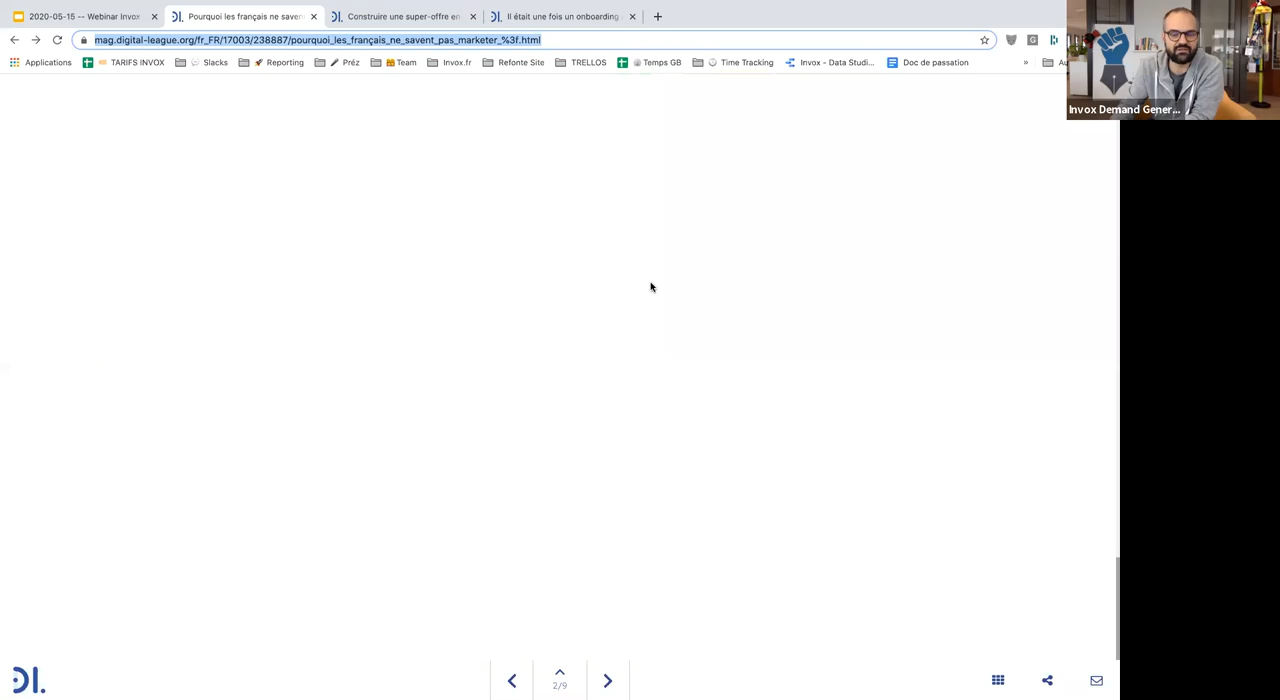 2020-05-15 -- Webinar Invox
Pourquoi les français ne saven
Construire une super-offre en
Il était une fois un onboarding
mag.digital-league.org/fr_FR/17003/238887/pourquoi_les_français_ne_savent_pas_marketer_%3f.html
Applications
TARIFS INVOX
Slacks
Reporting
Préz
Team
Invox.fr
Refonte Site
TRELLOS
Temps GB
Time Tracking
Invox - Data Studi...
Doc de passation
»
Au
Invox Demand Gener...
DI.
2/9